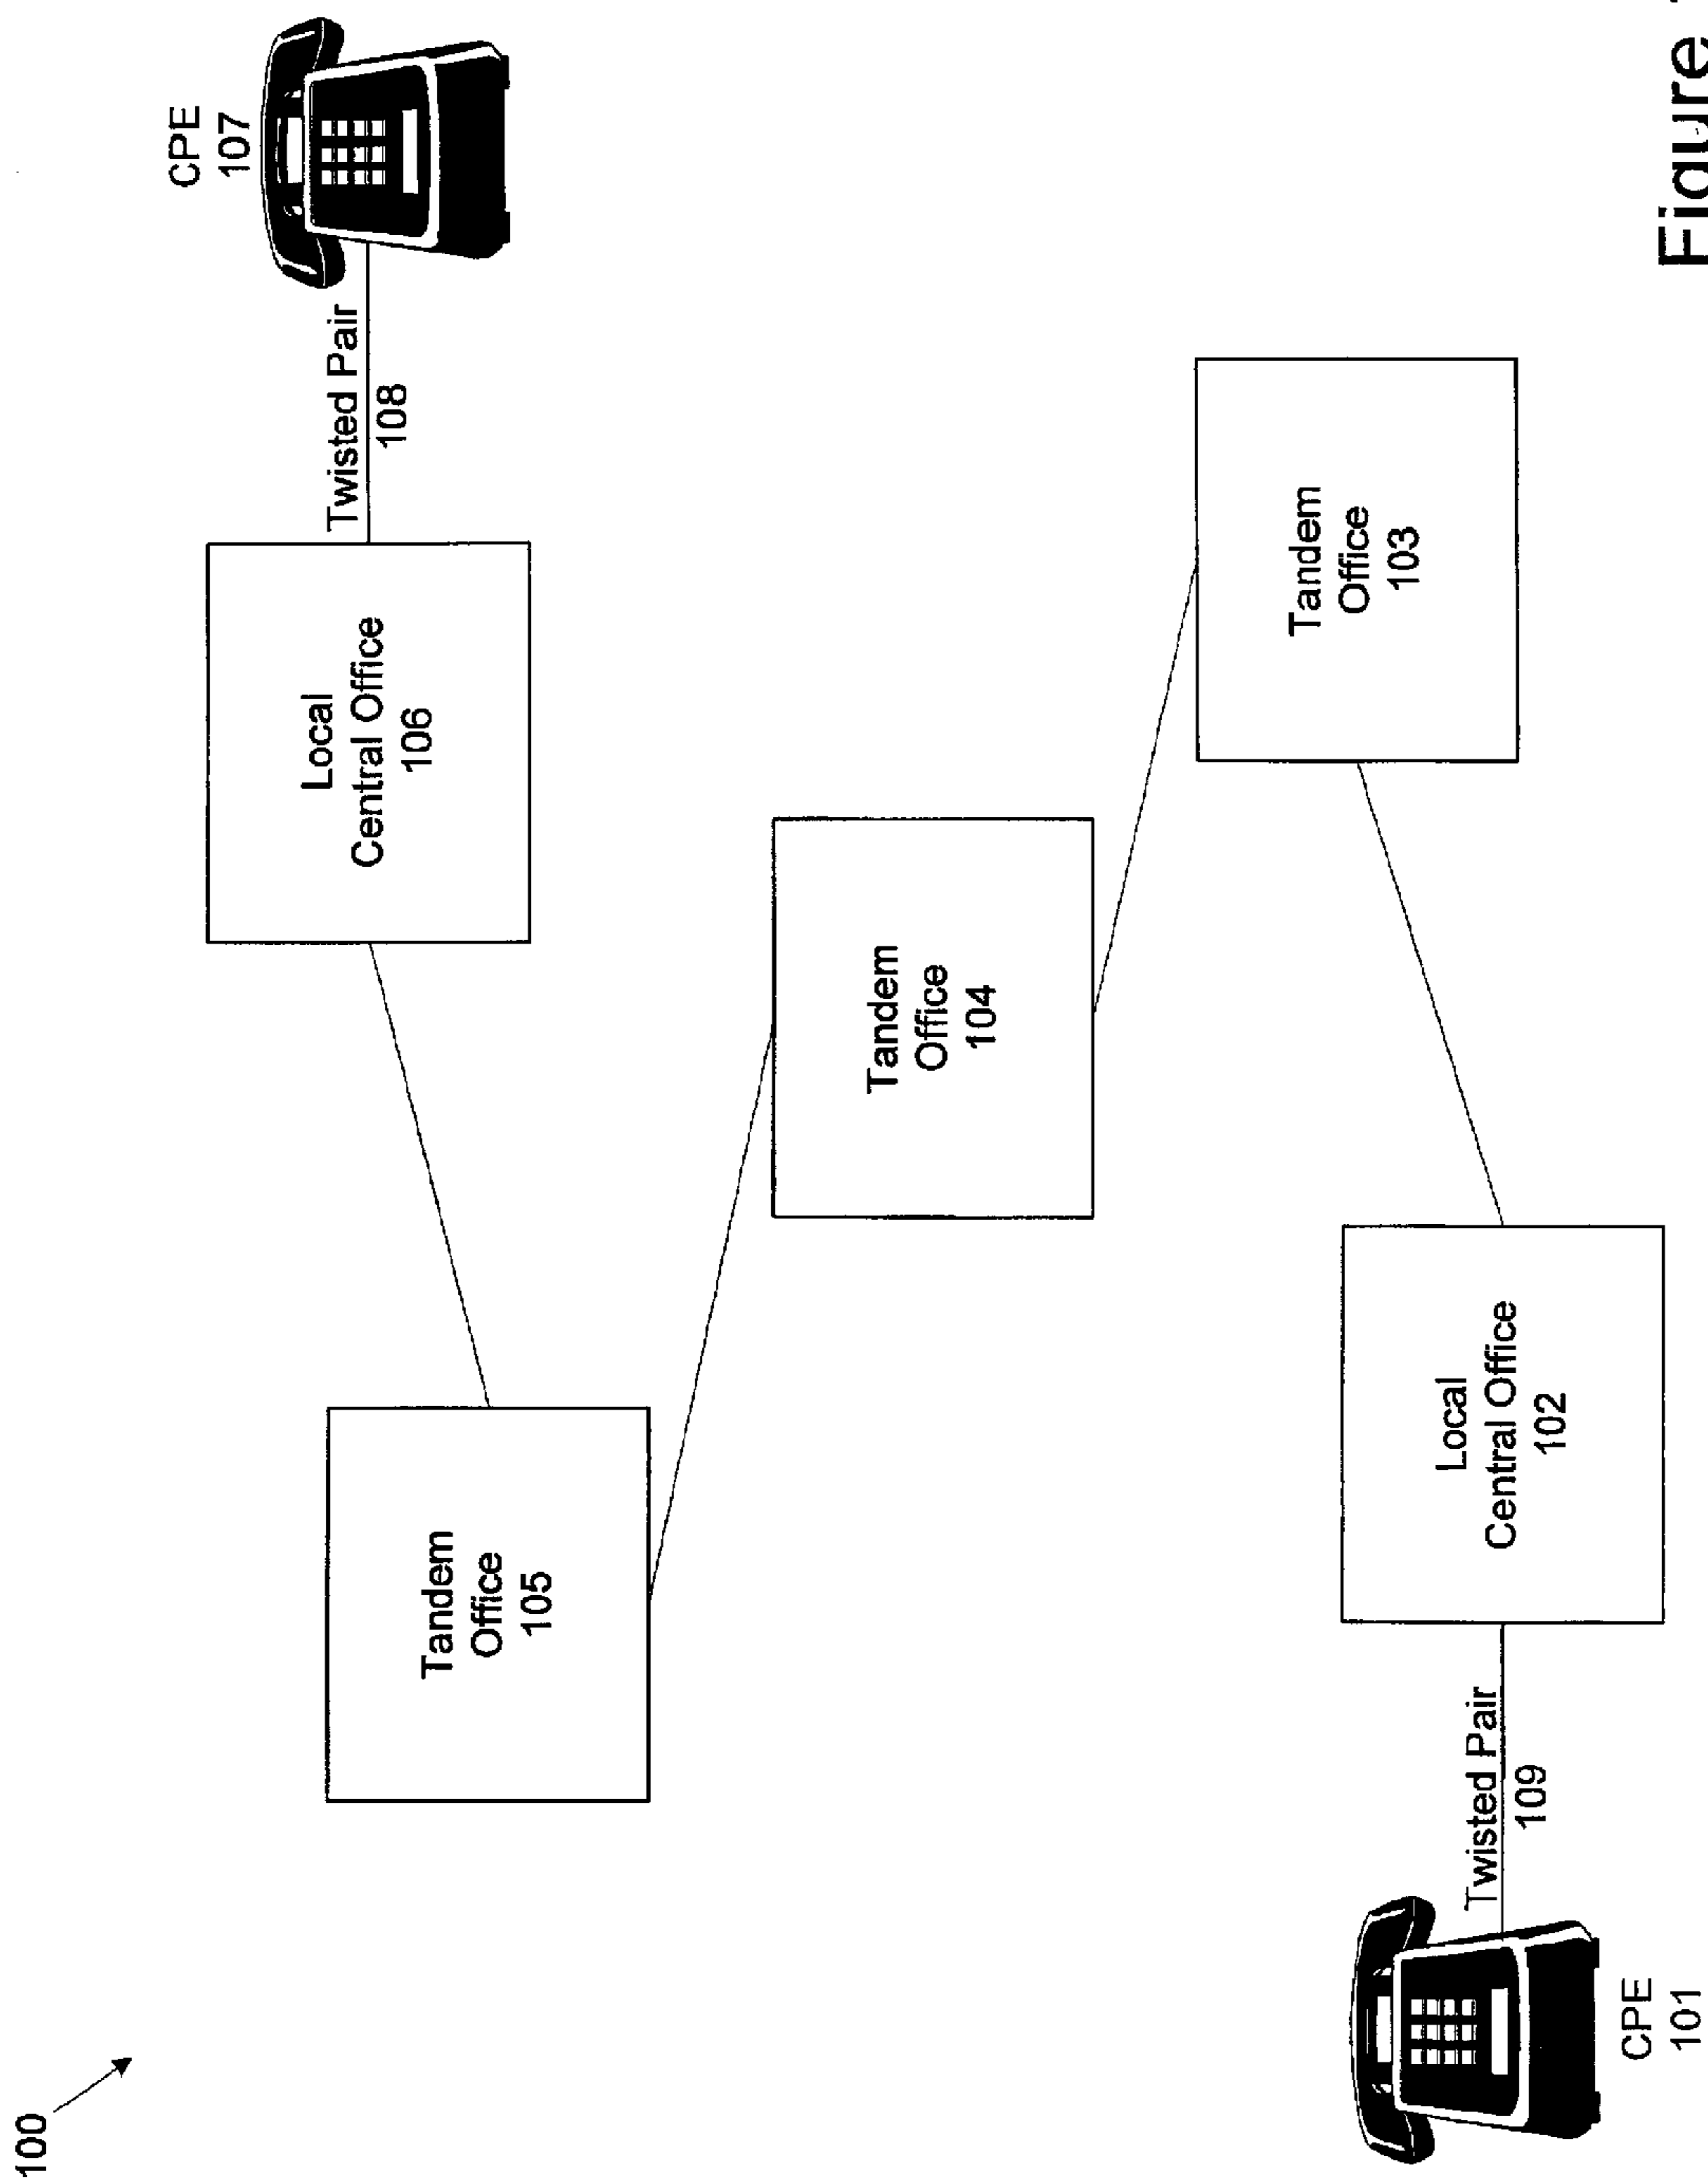 100
CPE
107
Local
Central Office
106
Twisted Pair
108
Tandem
Office
105
Tandem
Office
104
Tandem
Office
103
Local
Central Office
102
Twisted Pair
109
CPE
101
Figure